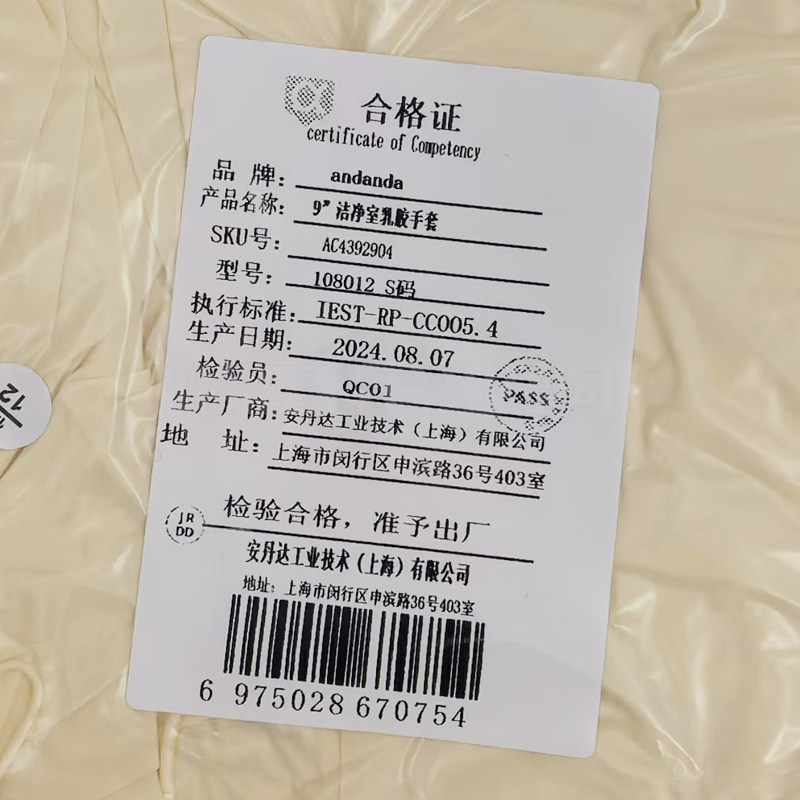 合格证
certificate of Competency
品 牌: andanda
产品名称: 9" 洁净室乳胶手套
SKU号: AC4392904
型号: 108012 S码
执行标准: IEST-RP-CC005.4
生产日期: 2024.08.07
检验员: QC01
PASS
生产厂商: 安丹达工业技术（上海）有限公司
地 址: 上海市闵行区申滨路36号403室
JR
DD
检验合格，准予出厂
安丹达工业技术（上海）有限公司
地址: 上海市闵行区申滨路36号403室
6 975028 670754
12